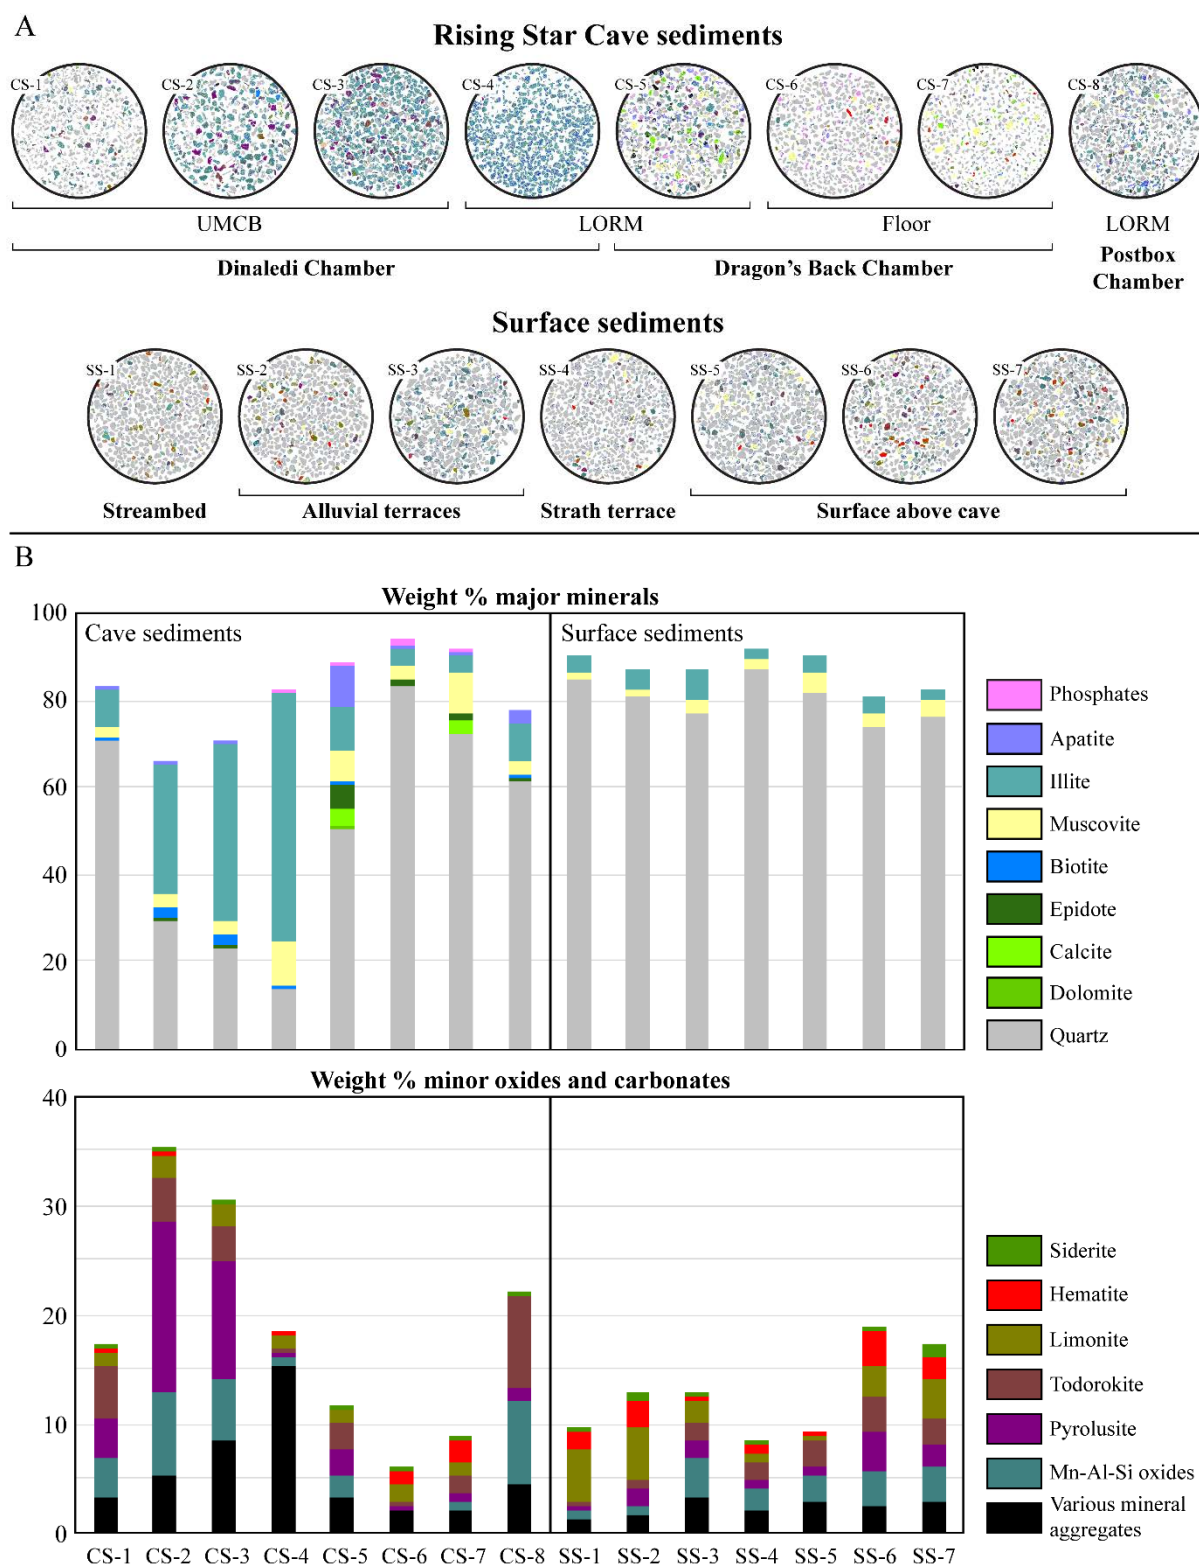 A
Rising Star Cave sediments
CS-1 CS-2 CS-3 CS-4 CS-5 CS-6 CS-7 CS-8
UMCB LORM Floor LORM
Dinaledi Chamber Dragon's Back Chamber Postbox
Chamber
Surface sediments
SS-1 SS-2 SS-3 SS-4 SS-5 SS-6 SS-7
Streambed Alluvial terraces Strath terrace Surface above cave
B
Weight % major minerals
Cave sediments Surface sediments
100
80
60
40
20
0
Phosphates
Apatite
Illite
Muscovite
Biotite
Epidote
Calcite
Dolomite
Quartz
Weight % minor oxides and carbonates
40
30
20
10
0
Siderite
Hematite
Limonite
Todorokite
Pyrolusite
Mn-Al-Si oxides
Various mineral
aggregates
CS-1 CS-2 CS-3 CS-4 CS-5 CS-6 CS-7 CS-8 SS-1 SS-2 SS-3 SS-4 SS-5 SS-6 SS-7